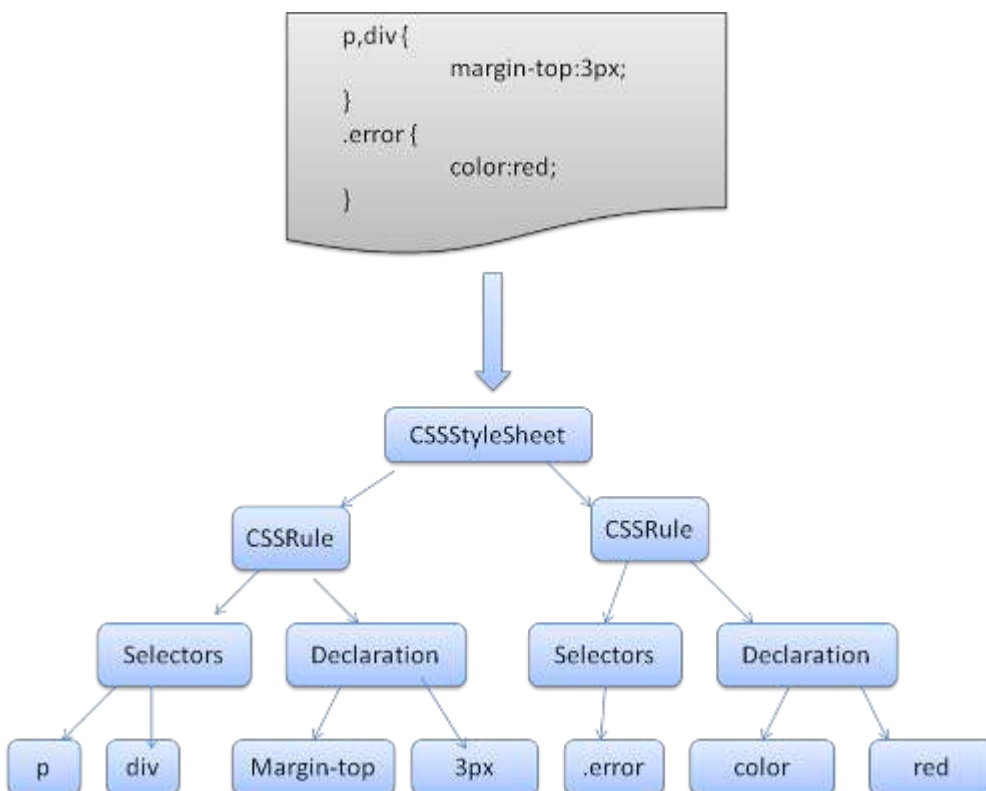 p,div {
margin-top:3px;
}
.error {
color:red;
}
CSSStyleSheet
CSSRule
CSSRule
Selectors
Declaration
Selectors
Declaration
p
div
Margin-top
3px
.error
color
red